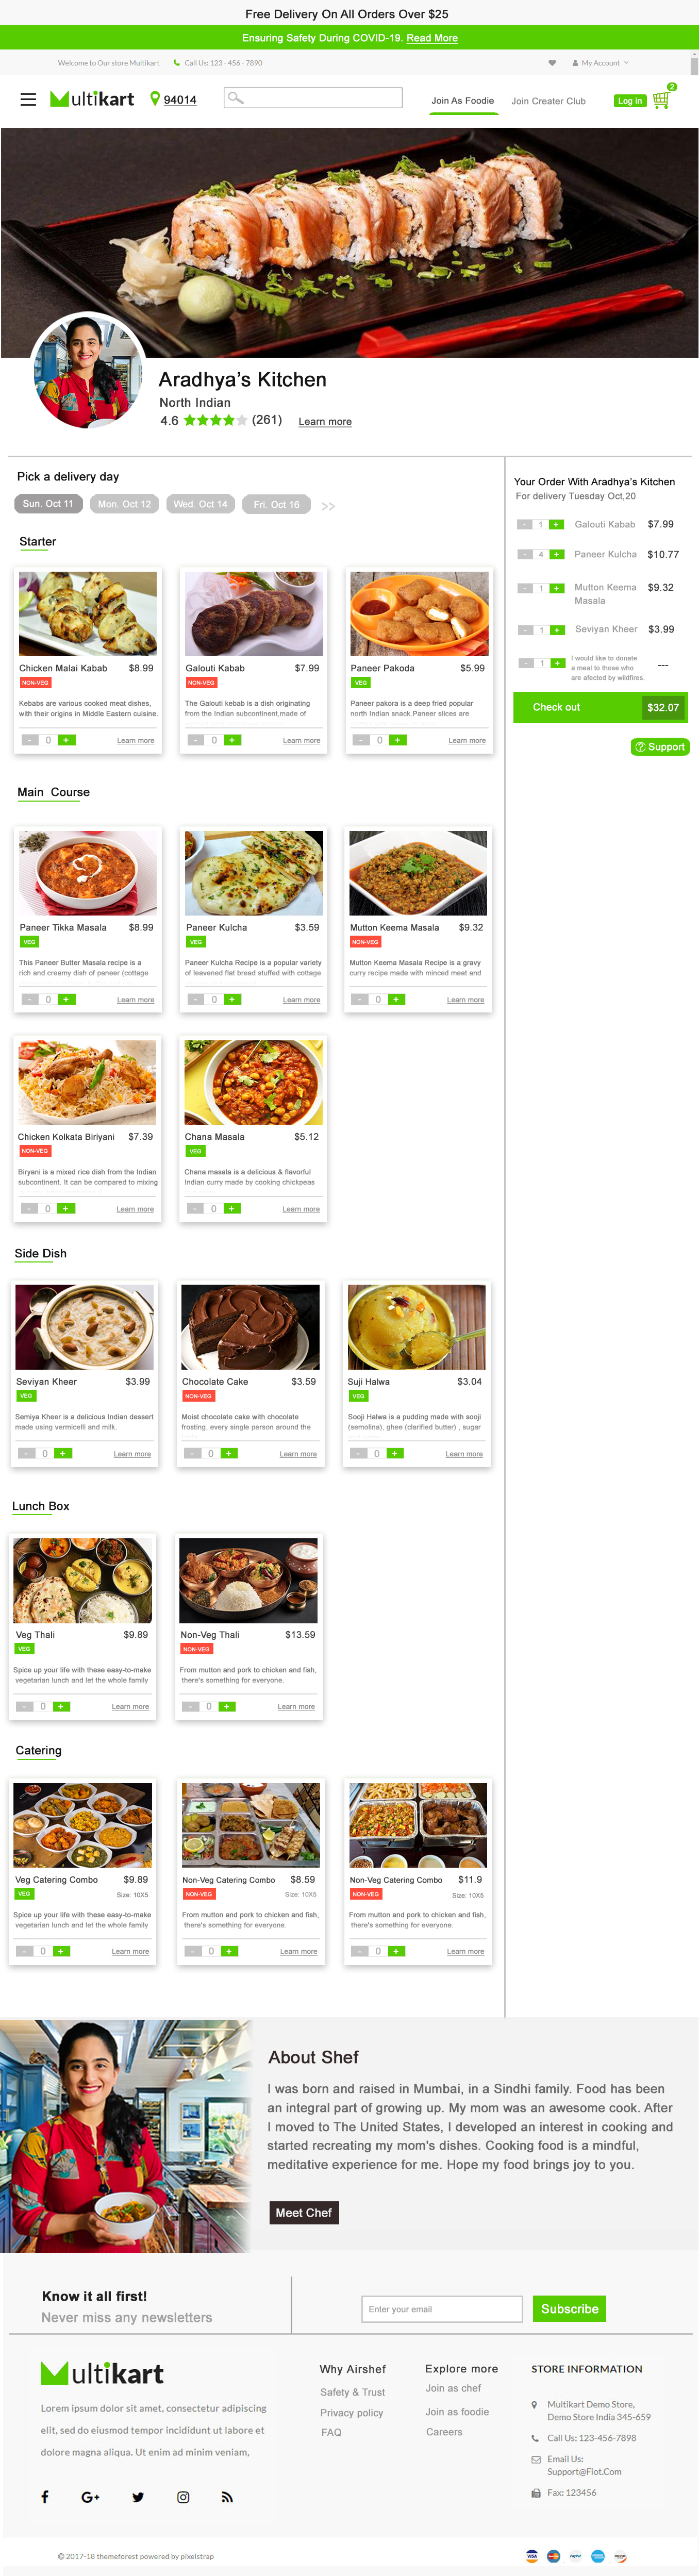 Free Delivery On All Orders Over $25
Ensuring Safety During COVID-19. Read More
Welcome to Our store Multikart Call Us: 123 - 456 - 7890 My Account
Multikart 94014 Join As Foodie Join Creater Club Log in 2
Aradhya's Kitchen
North Indian
4.6 (261) Learn more
Pick a delivery day
Sun. Oct 11 Mon. Oct 12 Wed. Oct 14 Fri. Oct 16 >>
Starter
Chicken Malai Kabab $8.99
NON-VEG
Kebabs are various cooked meat dishes,
with their origins in Middle Eastern cuisine.
- 0 + Learn more
Galouti Kabab $7.99
NON-VEG
The Galouti kebab is a dish originating
from the Indian subcontinent,made of
- 0 + Learn more
Paneer Pakoda $5.99
VEG
Paneer pakora is a deep fried popular
north Indian snack.Paneer slices are
- 0 + Learn more
Main Course
Paneer Tikka Masala $8.99
VEG
This Paneer Butter Masala recipe is a
rich and creamy dish of paneer (cottage
- 0 + Learn more
Paneer Kulcha $3.59
VEG
Paneer Kulcha Recipe is a popular variety
of leavened flat bread stuffed with cottage
- 0 + Learn more
Mutton Keema Masala $9.32
NON-VEG
Mutton Keema Masala Recipe is a gravy
curry recipe made with minced meat and
- 0 + Learn more
Chicken Kolkata Biriyani $7.39
NON-VEG
Biryani is a mixed rice dish from the Indian
subcontinent. It can be compared to mixing
- 0 + Learn more
Chana Masala $5.12
VEG
Chana masala is a delicious & flavorful
Indian curry made by cooking chickpeas
- 0 + Learn more
Side Dish
Seviyan Kheer $3.99
VEG
Semiya Kheer is a delicious Indian dessert
made using vermicelli and milk.
- 0 + Learn more
Chocolate Cake $3.59
NON-VEG
Moist chocolate cake with chocolate
frosting, every single person around the
- 0 + Learn more
Suji Halwa $3.04
VEG
Sooji Halwa is a pudding made with sooji
(semolina), ghee (clarified butter) , sugar
- 0 + Learn more
Lunch Box
Veg Thali $9.89
VEG
Spice up your life with these easy-to-make
vegetarian lunch and let the whole family
- 0 + Learn more
Non-Veg Thali $13.59
NON-VEG
From mutton and pork to chicken and fish,
there's something for everyone.
- 0 + Learn more
Catering
Veg Catering Combo $9.89
VEG Size: 10X5
Spice up your life with these easy-to-make
vegetarian lunch and let the whole family
- 0 + Learn more
Non-Veg Catering Combo $8.59
NON-VEG Size: 10X5
From mutton and pork to chicken and fish,
there's something for everyone.
- 0 + Learn more
Non-Veg Catering Combo $11.9
NON-VEG Size: 10X5
From mutton and pork to chicken and fish,
there's something for everyone.
- 0 + Learn more
Your Order With Aradhya's Kitchen
For delivery Tuesday Oct,20
- 1 + Galouti Kabab $7.99
- 4 + Paneer Kulcha $10.77
- 1 + Mutton Keema $9.32
Masala
- 1 + Seviyan Kheer $3.99
I would like to donate
- 1 + a meal to those who ---
are afected by wildfires.
Check out $32.07
Support
About Shef
I was born and raised in Mumbai, in a Sindhi family. Food has been
an integral part of growing up. My mom was an awesome cook. After
I moved to The United States, I developed an interest in cooking and
started recreating my mom's dishes. Cooking food is a mindful,
meditative experience for me. Hope my food brings joy to you.
Meet Chef
Know it all first!
Never miss any newsletters
Enter your email Subscribe
Multikart
Lorem ipsum dolor sit amet, consectetur adipiscing
elit, sed do eiusmod tempor incididunt ut labore et
dolore magna aliqua. Ut enim ad minim veniam,
Why Airshef
Safety & Trust
Privacy policy
FAQ
Explore more
Join as chef
Join as foodie
Careers
STORE INFORMATION
Multikart Demo Store,
Demo Store India 345-659
Call Us: 123-456-7898
Email Us:
Support@Fiot.Com
Fax: 123456
© 2017-18 themeforest powered by pixelstrap
VISA